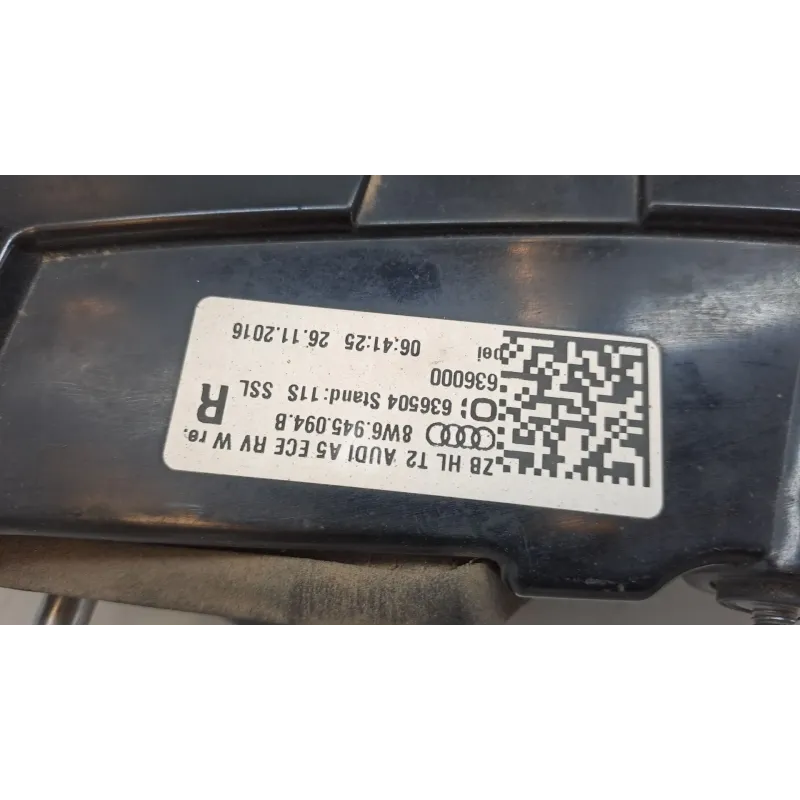 ZB HL T2 AUDI A5 ECE RV W re.
8W6.945.094.B
636504 Stand:11S SSL
R
636000
pei 06:41:25 26.11.2016